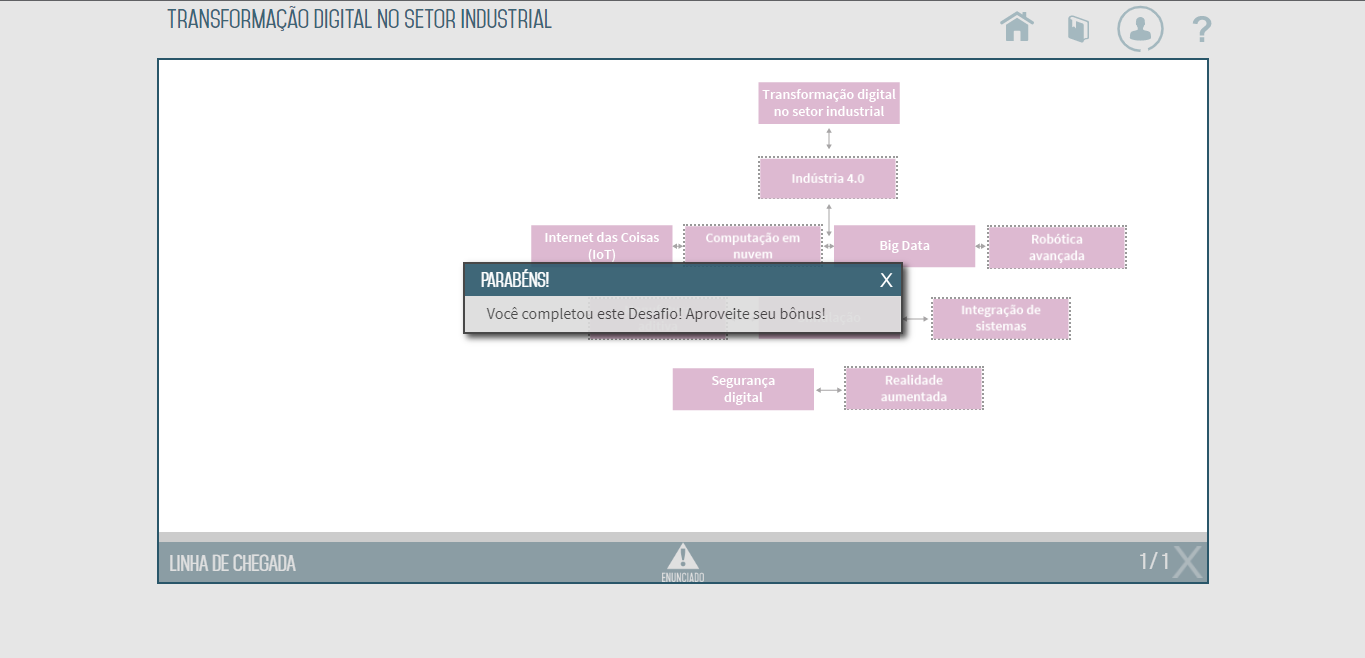 TRANSFORMAÇÃO DIGITAL NO SETOR INDUSTRIAL
?
Transformação digital
no setor industrial
Indústria 4.0
Internet das Coisas
(IoT)
Computação em
nuvem
Big Data
Robótica
avançada
PARABÉNS!
X
Você completou este Desafio! Aproveite seu bônus!
Integração de
sistemas
Segurança
digital
Realidade
aumentada
LINHA DE CHEGADA
ENUNCIADO
1/1
X